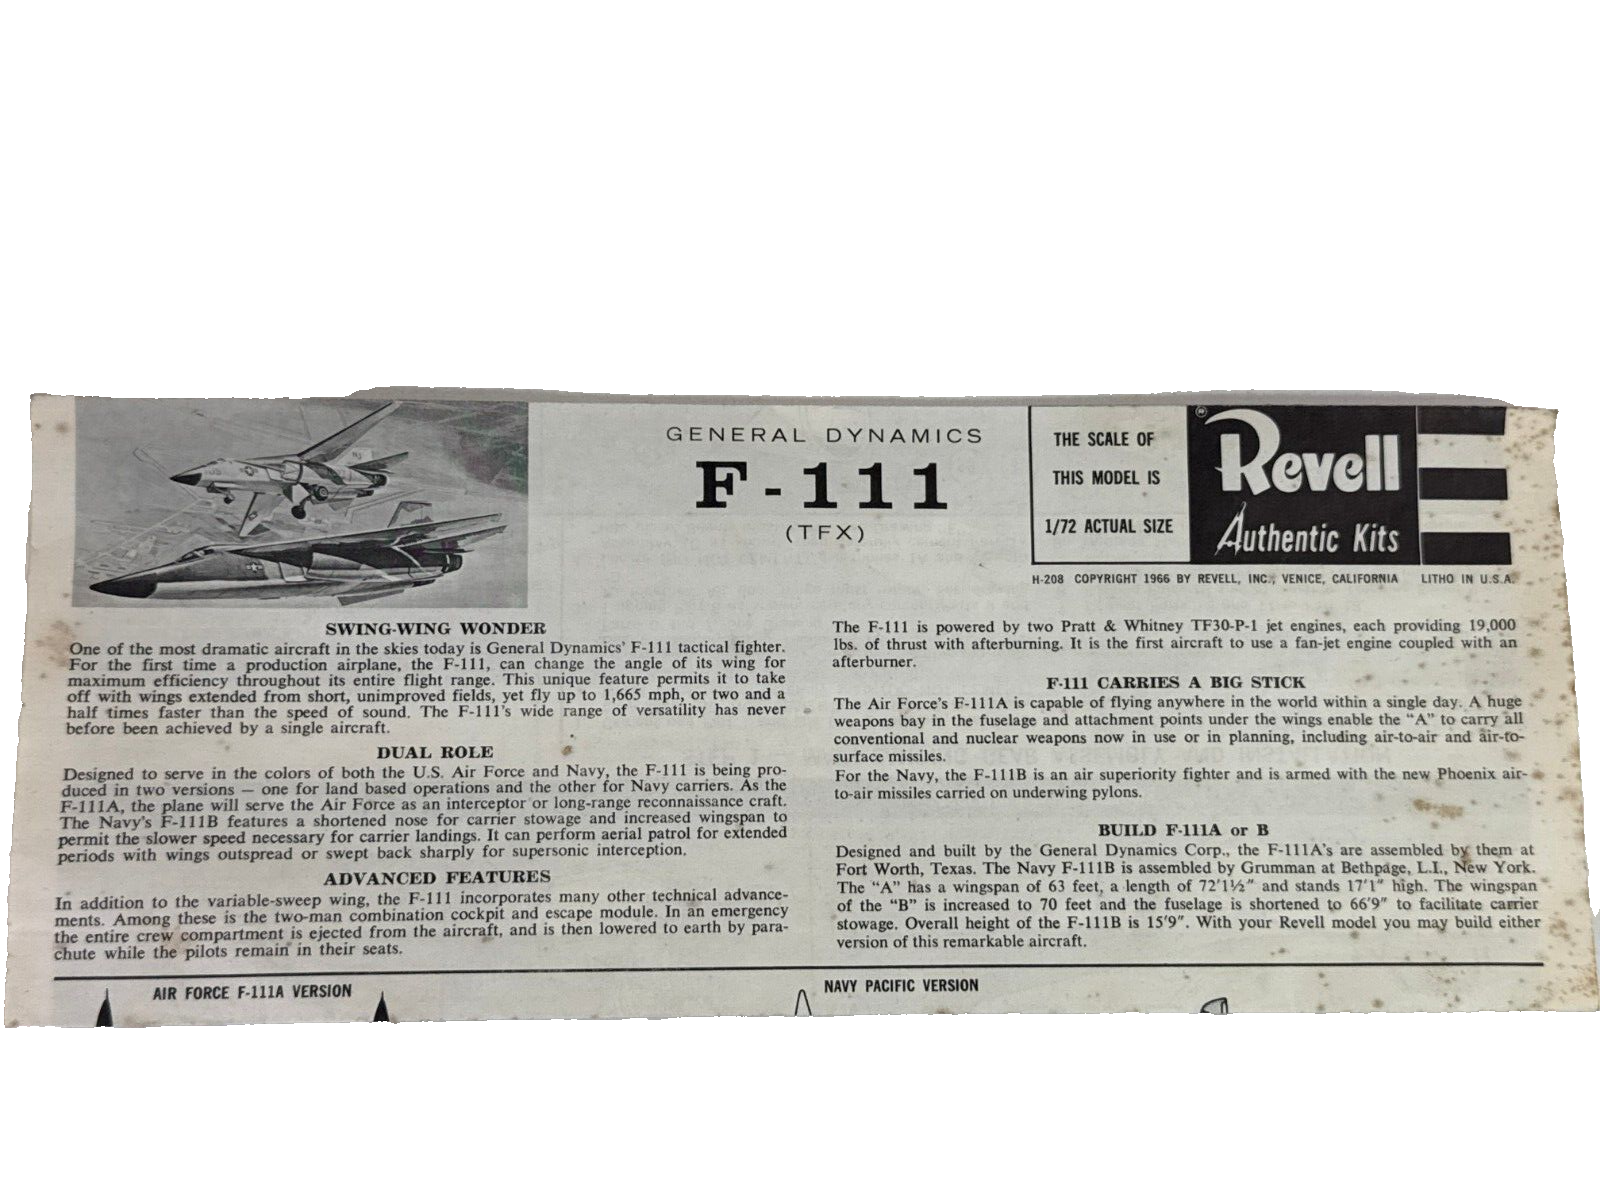 GENERAL DYNAMICS
F-111
(TFX)
THE SCALE OF
THIS MODEL IS
1/72 ACTUAL SIZE
Revell ®
Authentic Kits
H-208 COPYRIGHT 1966 BY REVELL, INC., VENICE, CALIFORNIA LITHO IN U.S.A.
SWING-WING WONDER
One of the most dramatic aircraft in the skies today is General Dynamics' F-111 tactical fighter.
For the first time a production airplane, the F-111, can change the angle of its wing for
maximum efficiency throughout its entire flight range. This unique feature permits it to take
off with wings extended from short, unimproved fields, yet fly up to 1,665 mph, or two and a
half times faster than the speed of sound. The F-111's wide range of versatility has never
before been achieved by a single aircraft.
DUAL ROLE
Designed to serve in the colors of both the U.S. Air Force and Navy, the F-111 is being pro-
duced in two versions — one for land based operations and the other for Navy carriers. As the
F-111A, the plane will serve the Air Force as an interceptor or long-range reconnaissance craft.
The Navy's F-111B features a shortened nose for carrier stowage and increased wingspan to
permit the slower speed necessary for carrier landings. It can perform aerial patrol for extended
periods with wings outspread or swept back sharply for supersonic interception.
ADVANCED FEATURES
In addition to the variable-sweep wing, the F-111 incorporates many other technical advance-
ments. Among these is the two-man combination cockpit and escape module. In an emergency
the entire crew compartment is ejected from the aircraft, and is then lowered to earth by para-
chute while the pilots remain in their seats.
The F-111 is powered by two Pratt & Whitney TF30-P-1 jet engines, each providing 19,000
lbs. of thrust with afterburning. It is the first aircraft to use a fan-jet engine coupled with an
afterburner.
F-111 CARRIES A BIG STICK
The Air Force's F-111A is capable of flying anywhere in the world within a single day. A huge
weapons bay in the fuselage and attachment points under the wings enable the "A" to carry all
conventional and nuclear weapons now in use or in planning, including air-to-air and air-to-
surface missiles.
For the Navy, the F-111B is an air superiority fighter and is armed with the new Phoenix air-
to-air missiles carried on underwing pylons.
BUILD F-111A or B
Designed and built by the General Dynamics Corp., the F-111A's are assembled by them at
Fort Worth, Texas. The Navy F-111B is assembled by Grumman at Bethpage, L.I., New York.
The "A" has a wingspan of 63 feet, a length of 72'1½" and stands 17'1" high. The wingspan
of the "B" is increased to 70 feet and the fuselage is shortened to 66'9" to facilitate carrier
stowage. Overall height of the F-111B is 15'9". With your Revell model you may build either
version of this remarkable aircraft.
AIR FORCE F-111A VERSION
NAVY PACIFIC VERSION